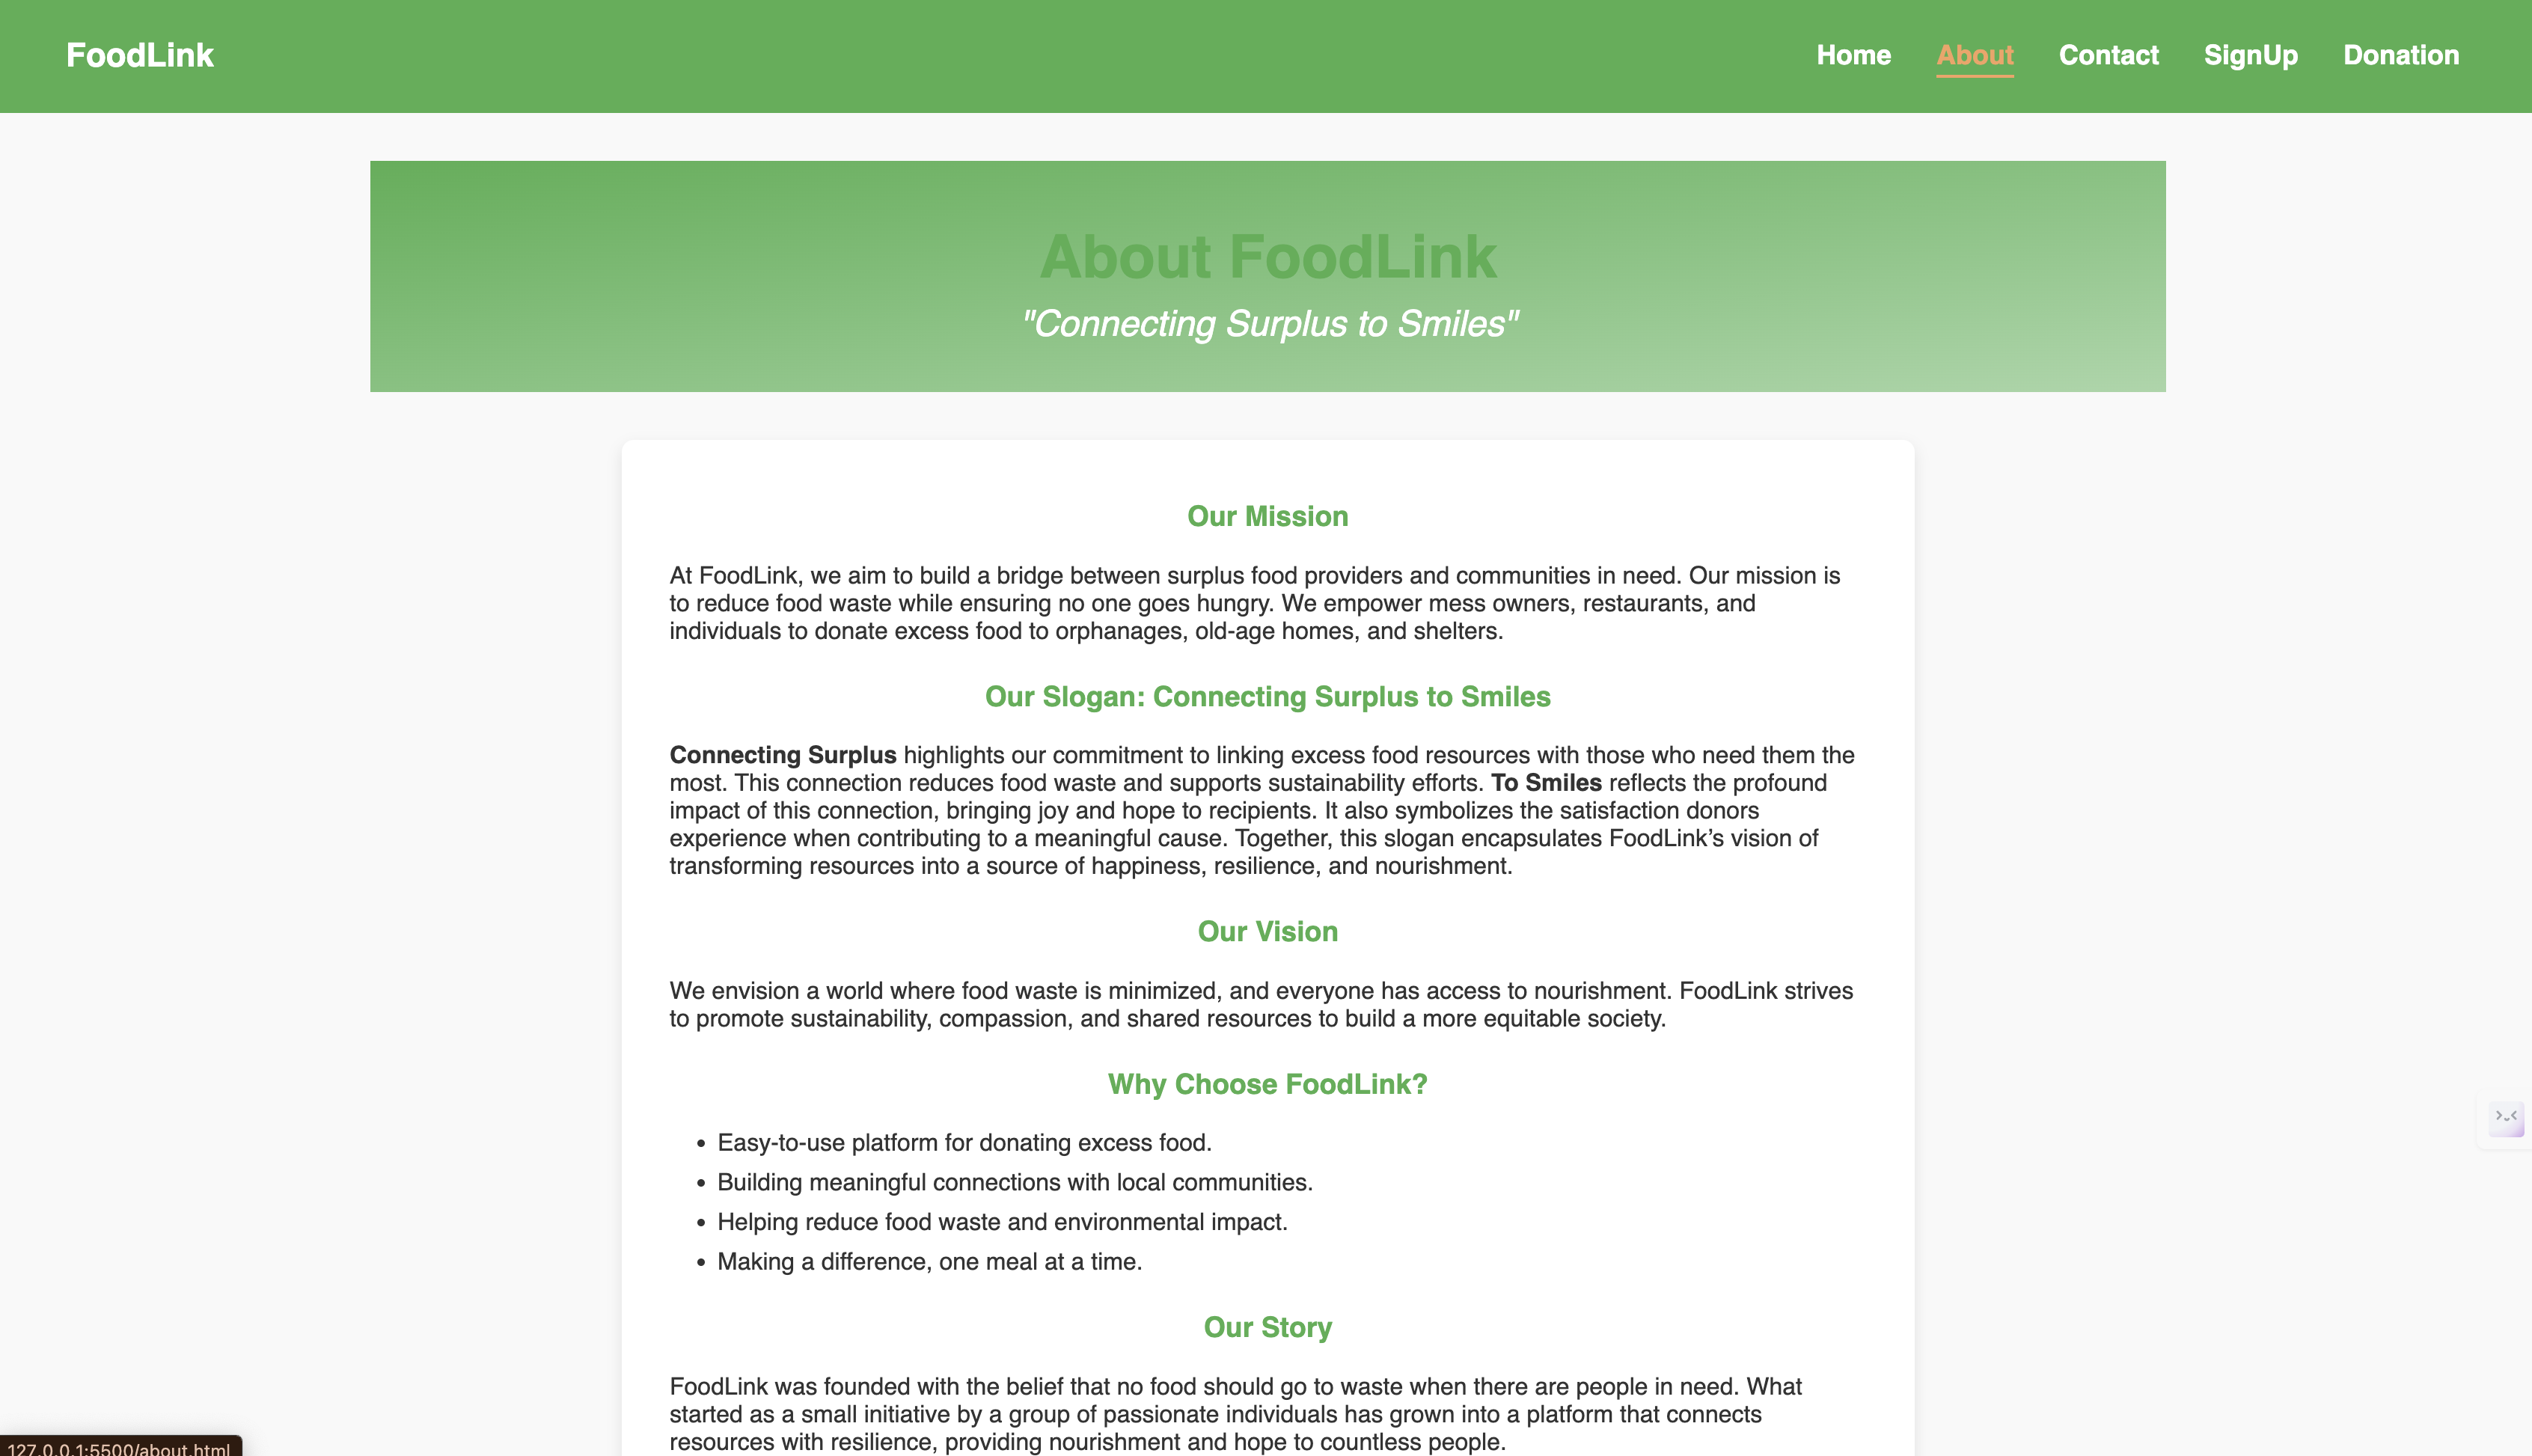 FoodLink
Home About Contact SignUp Donation
About FoodLink
"Connecting Surplus to Smiles"
Our Mission
At FoodLink, we aim to build a bridge between surplus food providers and communities in need. Our mission is
to reduce food waste while ensuring no one goes hungry. We empower mess owners, restaurants, and
individuals to donate excess food to orphanages, old-age homes, and shelters.
Our Slogan: Connecting Surplus to Smiles
Connecting Surplus highlights our commitment to linking excess food resources with those who need them the
most. This connection reduces food waste and supports sustainability efforts. To Smiles reflects the profound
impact of this connection, bringing joy and hope to recipients. It also symbolizes the satisfaction donors
experience when contributing to a meaningful cause. Together, this slogan encapsulates FoodLink’s vision of
transforming resources into a source of happiness, resilience, and nourishment.
Our Vision
We envision a world where food waste is minimized, and everyone has access to nourishment. FoodLink strives
to promote sustainability, compassion, and shared resources to build a more equitable society.
Why Choose FoodLink?
• Easy-to-use platform for donating excess food.
• Building meaningful connections with local communities.
• Helping reduce food waste and environmental impact.
• Making a difference, one meal at a time.
Our Story
FoodLink was founded with the belief that no food should go to waste when there are people in need. What
started as a small initiative by a group of passionate individuals has grown into a platform that connects
resources with resilience, providing nourishment and hope to countless people.
127.0.0.1:5500/about.html